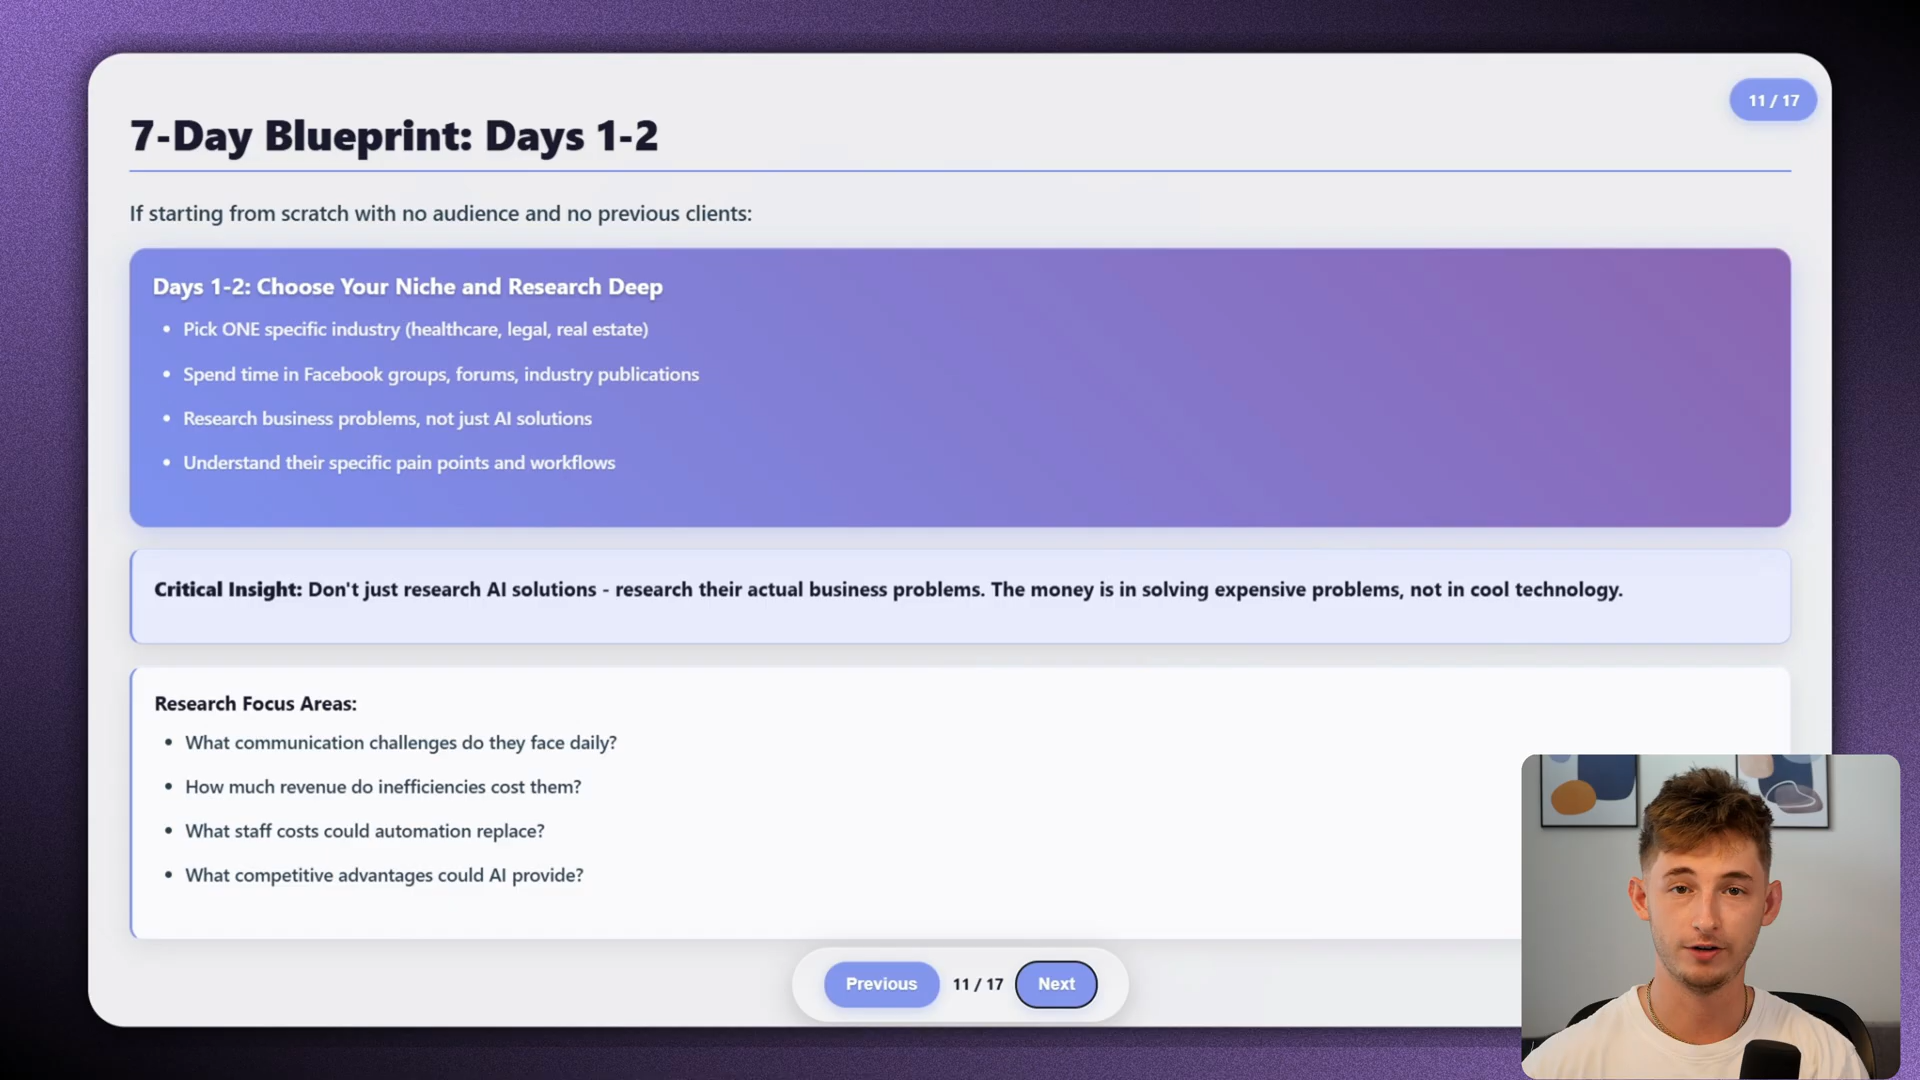 11 / 17
7-Day Blueprint: Days 1-2
If starting from scratch with no audience and no previous clients:
Days 1-2: Choose Your Niche and Research Deep
• Pick ONE specific industry (healthcare, legal, real estate)
• Spend time in Facebook groups, forums, industry publications
• Research business problems, not just AI solutions
• Understand their specific pain points and workflows
Critical Insight: Don't just research AI solutions - research their actual business problems. The money is in solving expensive problems, not in cool technology.
Research Focus Areas:
• What communication challenges do they face daily?
• How much revenue do inefficiencies cost them?
• What staff costs could automation replace?
• What competitive advantages could AI provide?
Previous 11 / 17 Next